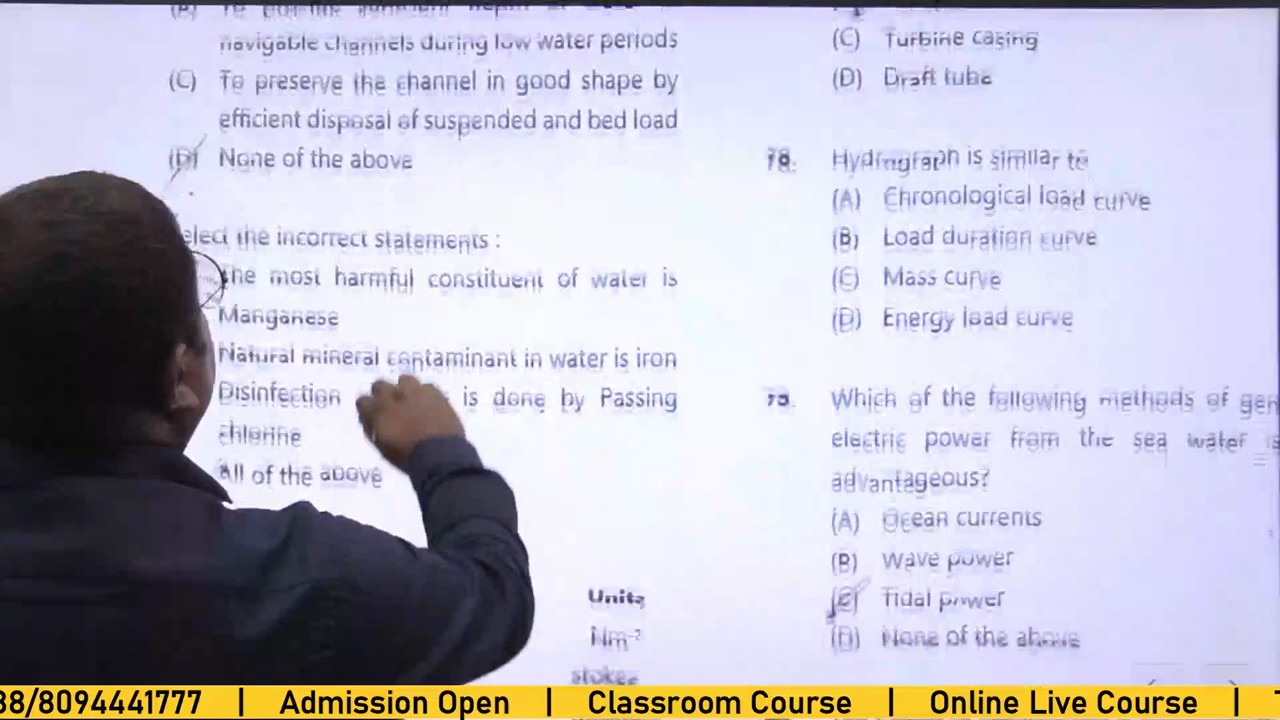 navigable channels during low water periods
(C) To preserve the channel in good shape by
efficient disposal of suspended and bed load
(D) None of the above
elect the incorrect statements :
The most harmful constituent of water is
Manganese
Natural mineral contaminant in water is iron
Disinfection is done by Passing
chlorine
All of the above
Units
Nm⁻²
stokes
(C) Turbine casing
(D) Draft tube
78. Hydrograph is similar to
(A) Chronological load curve
(B) Load duration curve
(C) Mass curve
(D) Energy load curve
Which of the following methods of gen
electric power from the sea water is
advantageous?
(A) Ocean currents
(B) Wave power
(C) Tidal power
(D) None of the above
38/8094441777 | Admission Open | Classroom Course | Online Live Course |